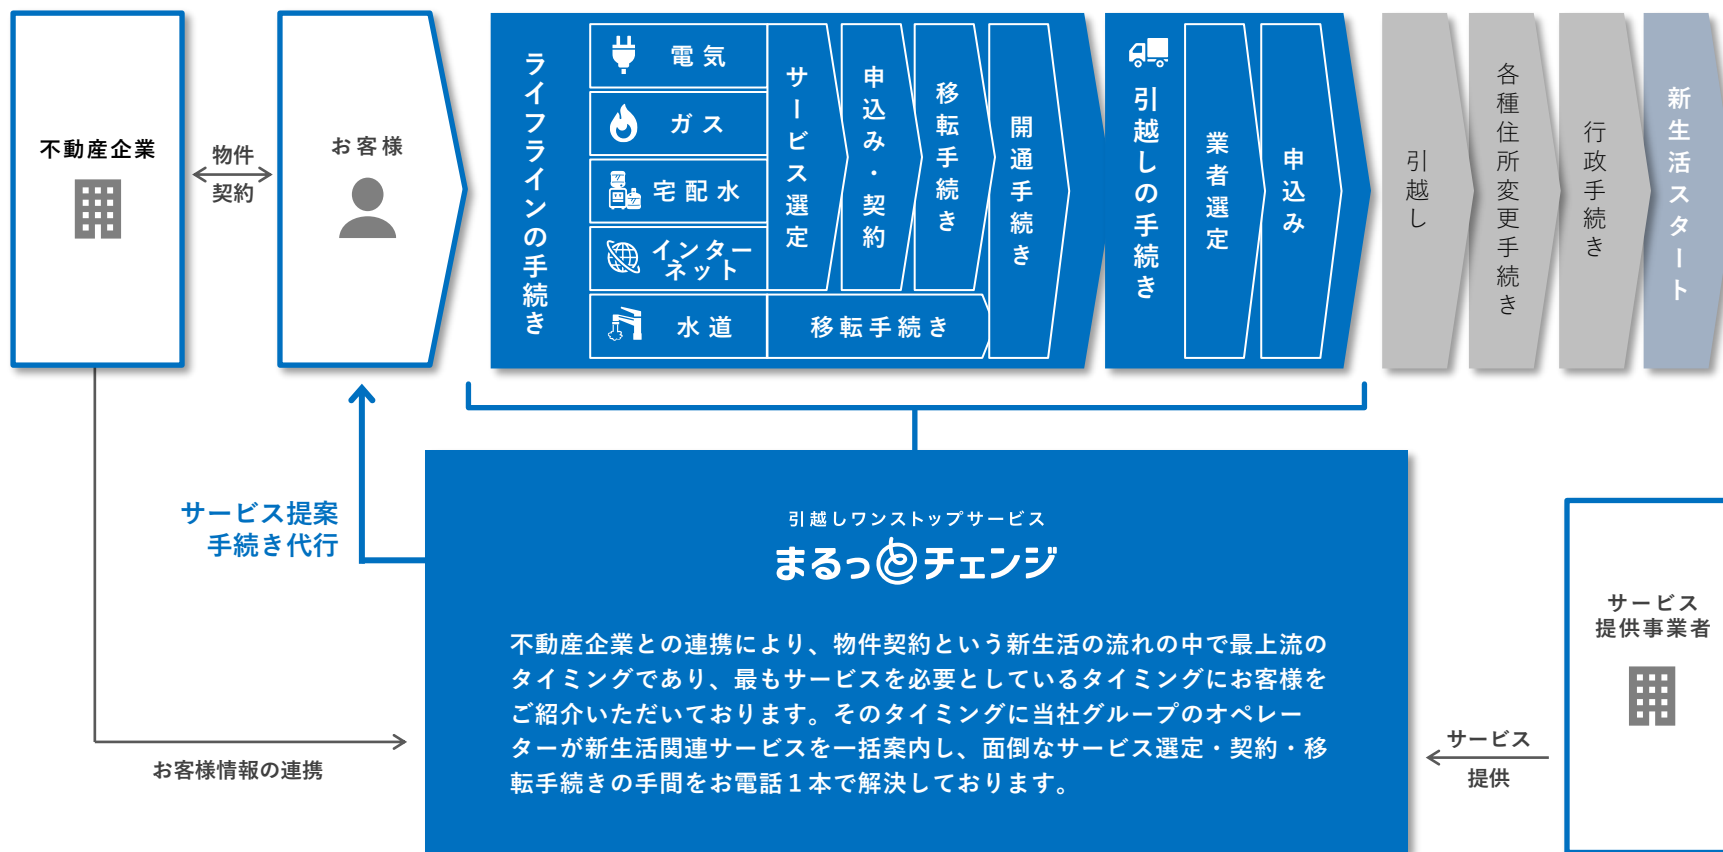 不動産企業
物件
契約
お客様
ライフラインの手続き
電気
ガス
宅配水
インター
ネット
水道
サービス選定
申込み・契約
移転手続き
開通手続き
移転手続き
引越しの手続き
業者選定
申込み
引越し
各種住所変更手続き
行政手続き
新生活スタート
サービス提案
手続き代行
引越しワンストップサービス
まるっとチェンジ
不動産企業との連携により、物件契約という新生活の流れの中で最上流の
タイミングであり、最もサービスを必要としているタイミングにお客様を
ご紹介いただいております。そのタイミングに当社グループのオペレー
ターが新生活関連サービスを一括案内し、面倒なサービス選定・契約・移
転手続きの手間をお電話１本で解決しております。
お客様情報の連携
サービス
提供
サービス
提供事業者